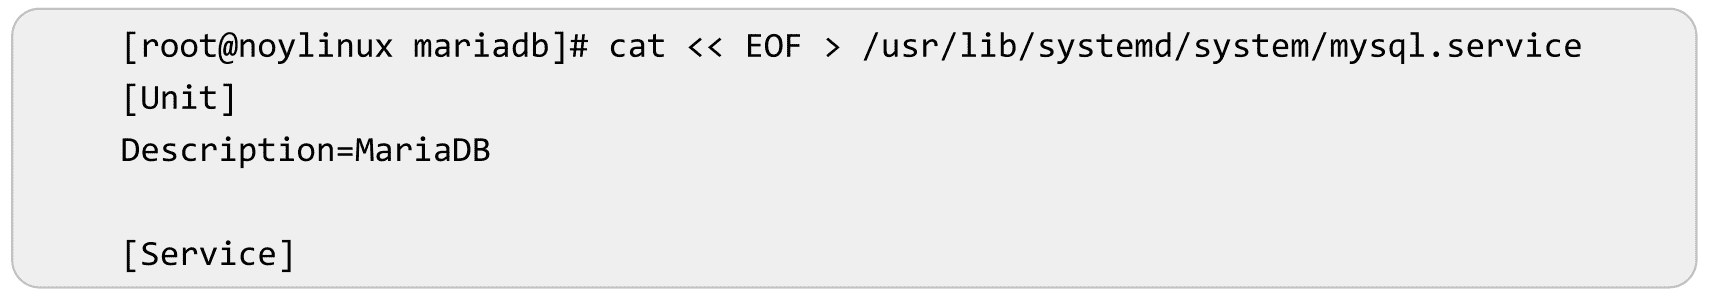 [root@noylinux mariadb]# cat << EOF > /usr/lib/systemd/system/mysql.service
[Unit]
Description=MariaDB
[Service]